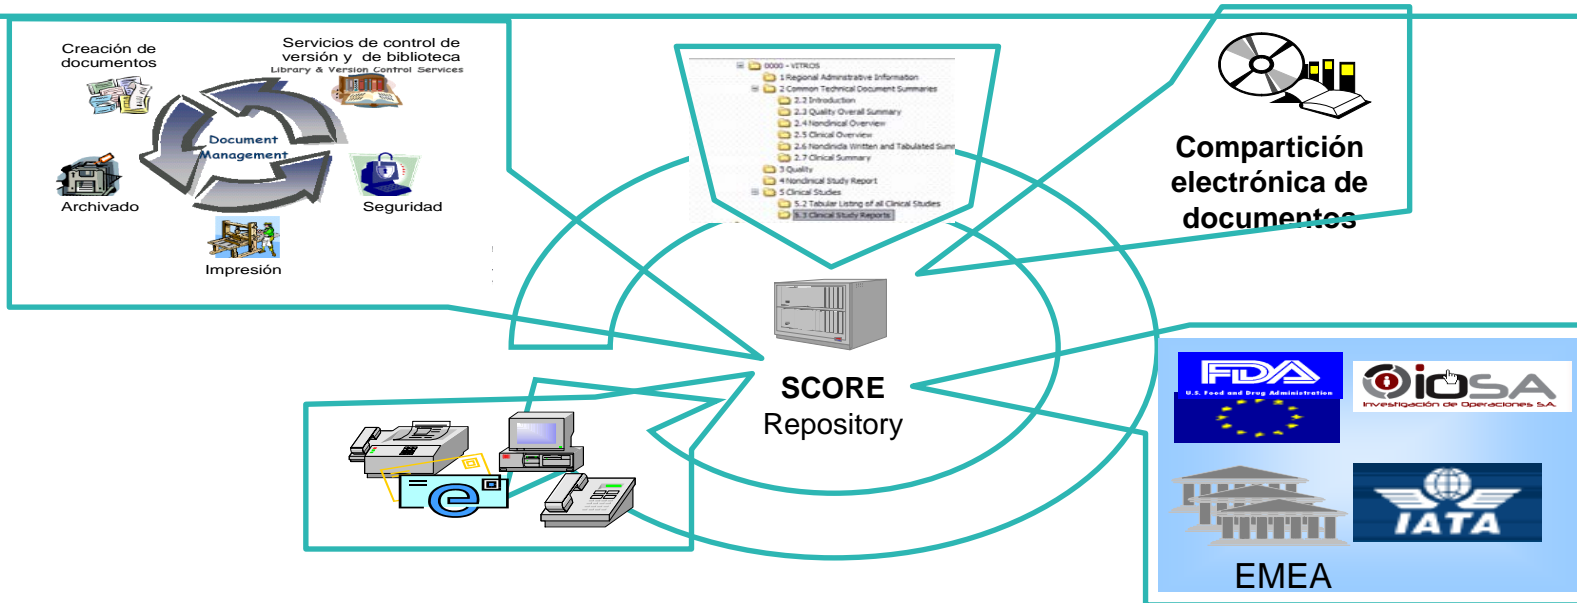 Creación de
documentos
Servicios de control de
versión y  de biblioteca
Library & Version Control Services
Document
Management
Archivado
Seguridad
Impresión
0000 - VITROS
1 Regional Adminstrative Information
2 Common Technical Document Summaries
2.2 Introduction
2.3 Quality Overall Summary
2.4 Nonclinical Overview
2.5 Clinical Overview
2.6 Nonclinicla Written and Tabulated Sum
2.7 Clinical Summary
3 Quality
4 Nonclinical Study Report
5 Clinical Studies
5.2 Tabular Listing of all Clinical Studies
5.3 Clinical Study Reports
Compartición
electrónica de
documentos
SCORE
Repository
e
FDA
U.S. Food and Drug Administration
iOSA
Investigación de Operaciones S.A.
IATA
EMEA